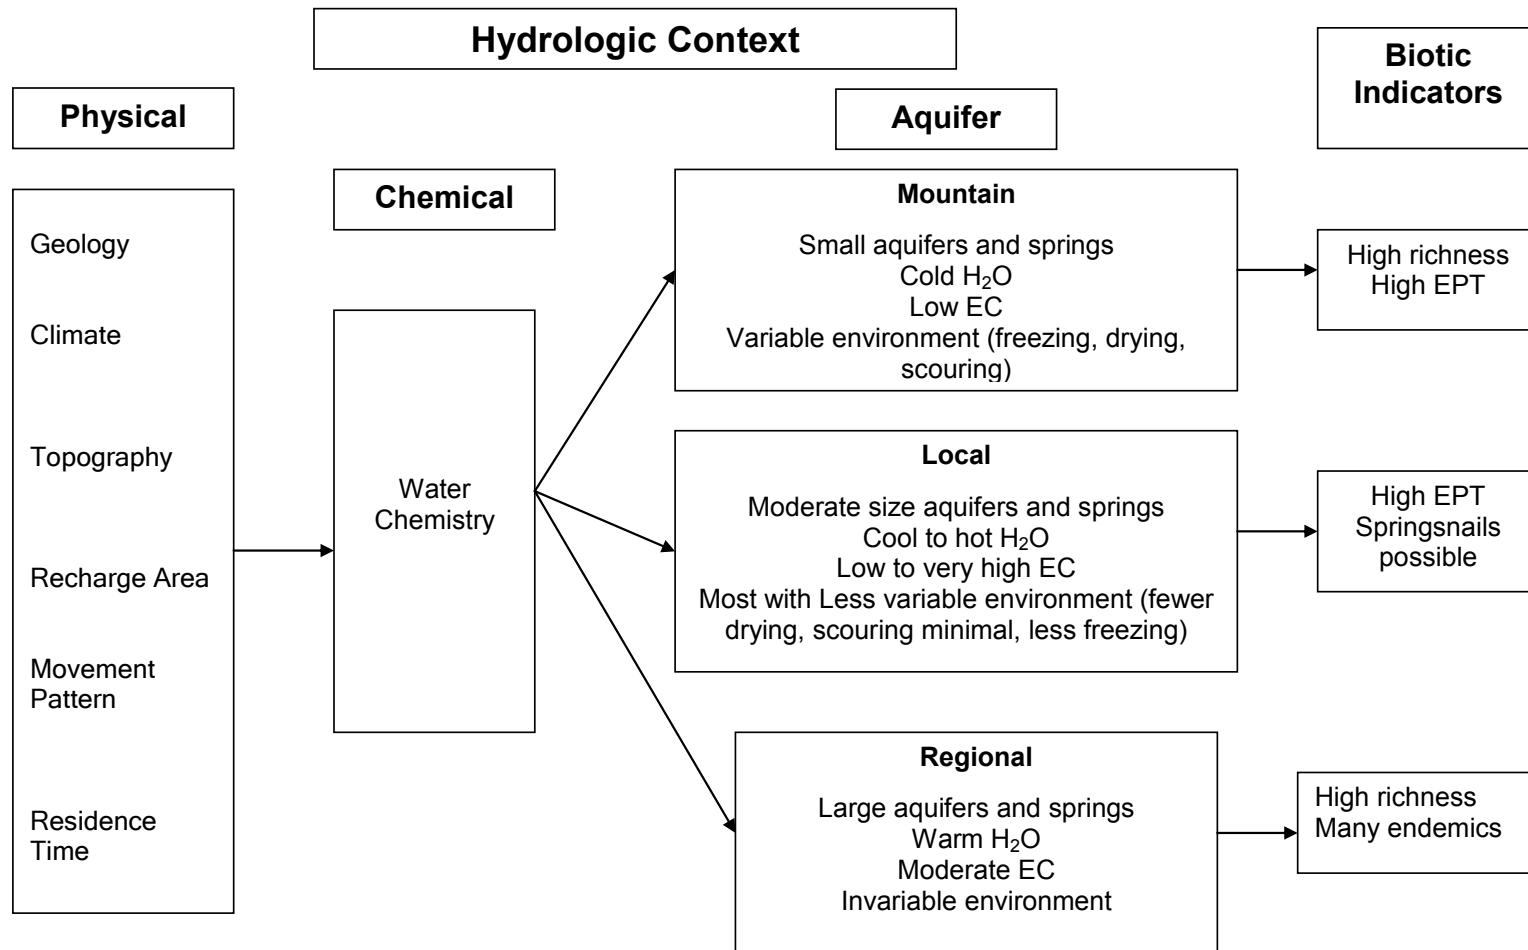 Hydrologic Context
Biotic
Indicators
Physical
Aquifer
Chemical
Geology
Climate
Topography
Recharge Area
Movement
Pattern
Residence
Time
Water
Chemistry
Mountain
Small aquifers and springs
Cold H₂O
Low EC
Variable environment (freezing, drying,
scouring)
High richness
High EPT
Local
Moderate size aquifers and springs
Cool to hot H₂O
Low to very high EC
Most with Less variable environment (fewer
drying, scouring minimal, less freezing)
High EPT
Springsnails
possible
Regional
Large aquifers and springs
Warm H₂O
Moderate EC
Invariable environment
High richness
Many endemics